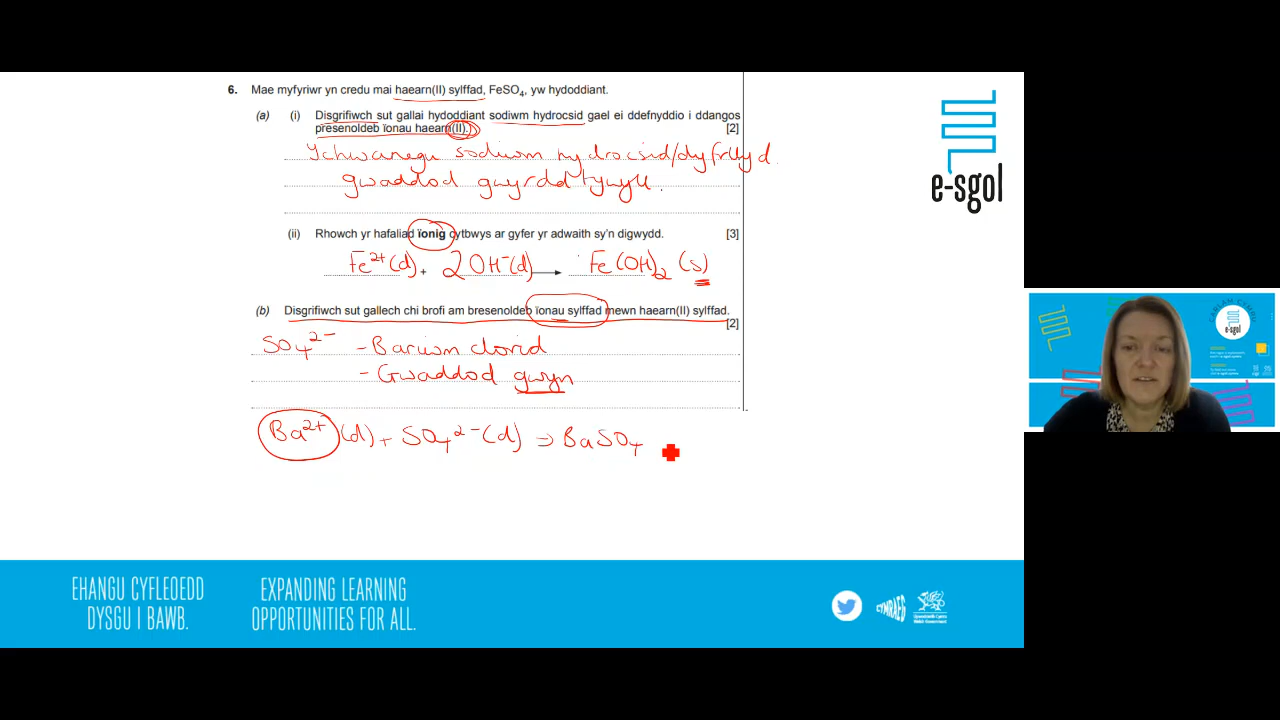 6. Mae myfyriwr yn credu mai haearn(II) sylffad, FeSO₄, yw hydoddiant.
(a) (i) Disgrifiwch sut gallai hydoddiant sodiwm hydrocsid gael ei ddefnyddio i ddangos
presenoldeb ïonau haearn(II). [2]
Ychwanegu sodiwm hydrocsid/dyfrllyd
gwaddod gwyrdd tywyll.
(ii) Rhowch yr hafaliad ïonig cytbwys ar gyfer yr adwaith sy'n digwydd. [3]
Fe²⁺(d) + 2OH⁻(d) → Fe(OH)₂ (s)
(b) Disgrifiwch sut gallech chi brofi am bresenoldeb ïonau sylffad mewn haearn(II) sylffad.
[2]
SO₄²⁻ - Bariwm clorid
- Gwaddod gwyn
Ba²⁺ (d) + SO₄²⁻(d) → BaSO₄
e-sgol
CYMRAEG
EHANGU CYFLEOEDD
DYSGU I BAWB.
EXPANDING LEARNING
OPPORTUNITIES FOR ALL.
e-sgol